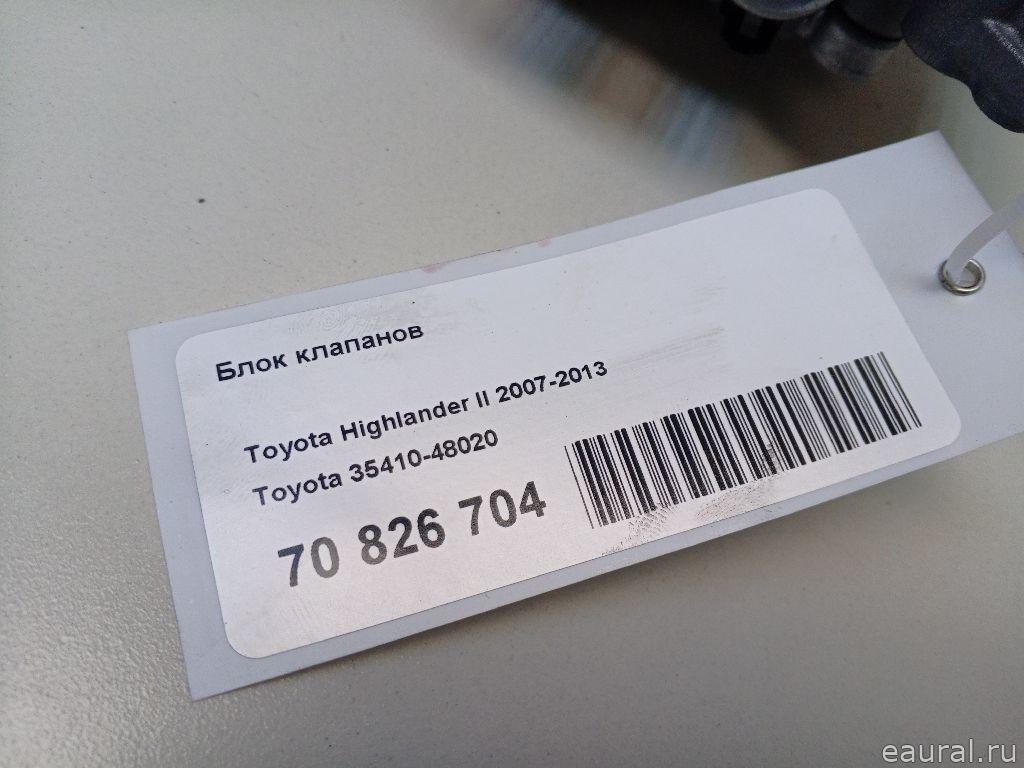 Блок клапанов
Toyota Highlander II 2007-2013
Toyota 35410-48020
70 826 704
eaural.ru